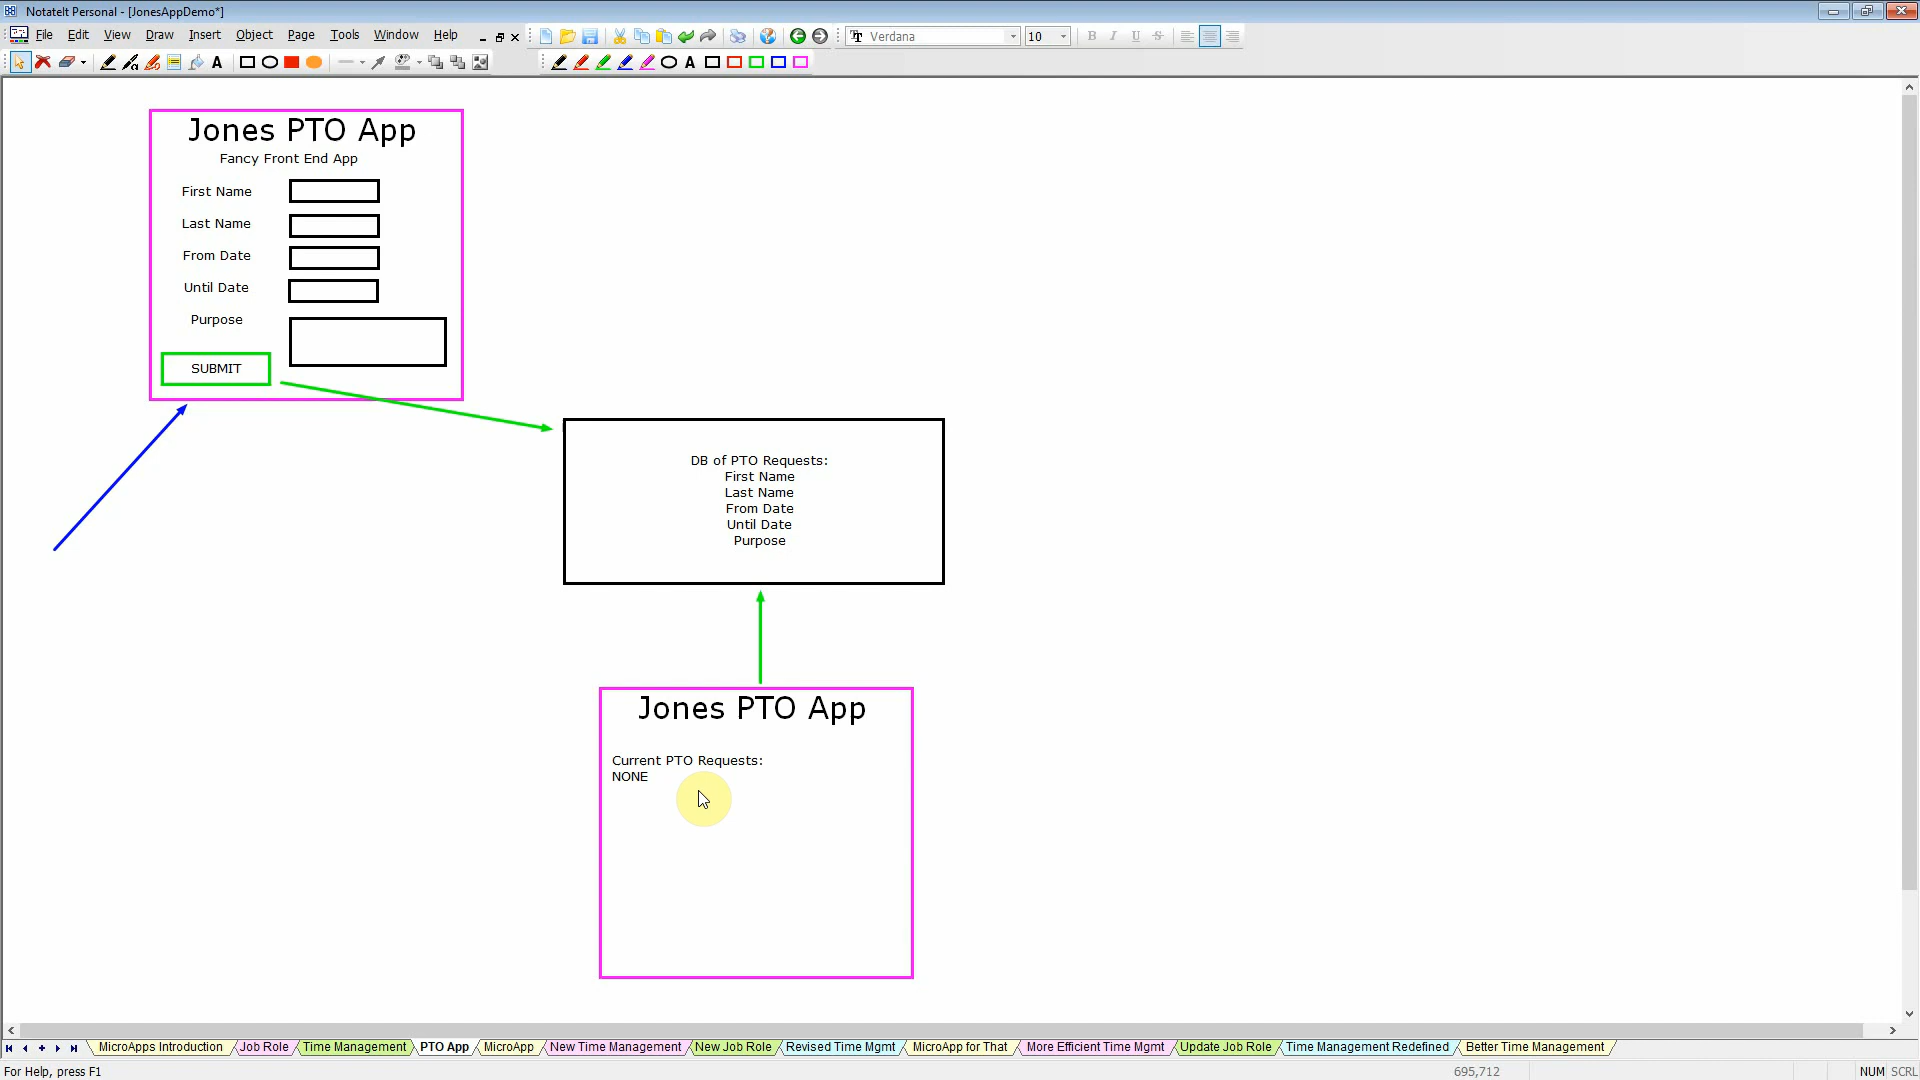 NotateIt Personal - [JonesAppDemo*]
File Edit View Draw Insert Object Page Tools Window Help
Verdana 10 B I U S
A A
Jones PTO App
Fancy Front End App
First Name
Last Name
From Date
Until Date
Purpose
SUBMIT
DB of PTO Requests:
First Name
Last Name
From Date
Until Date
Purpose
Jones PTO App
Current PTO Requests:
NONE
MicroApps Introduction Job Role Time Management PTO App MicroApp New Time Management New Job Role Revised Time Mgmt MicroApp for That More Efficient Time Mgmt Update Job Role Time Management Redefined Better Time Management
For Help, press F1 695,712 NUM SCRL